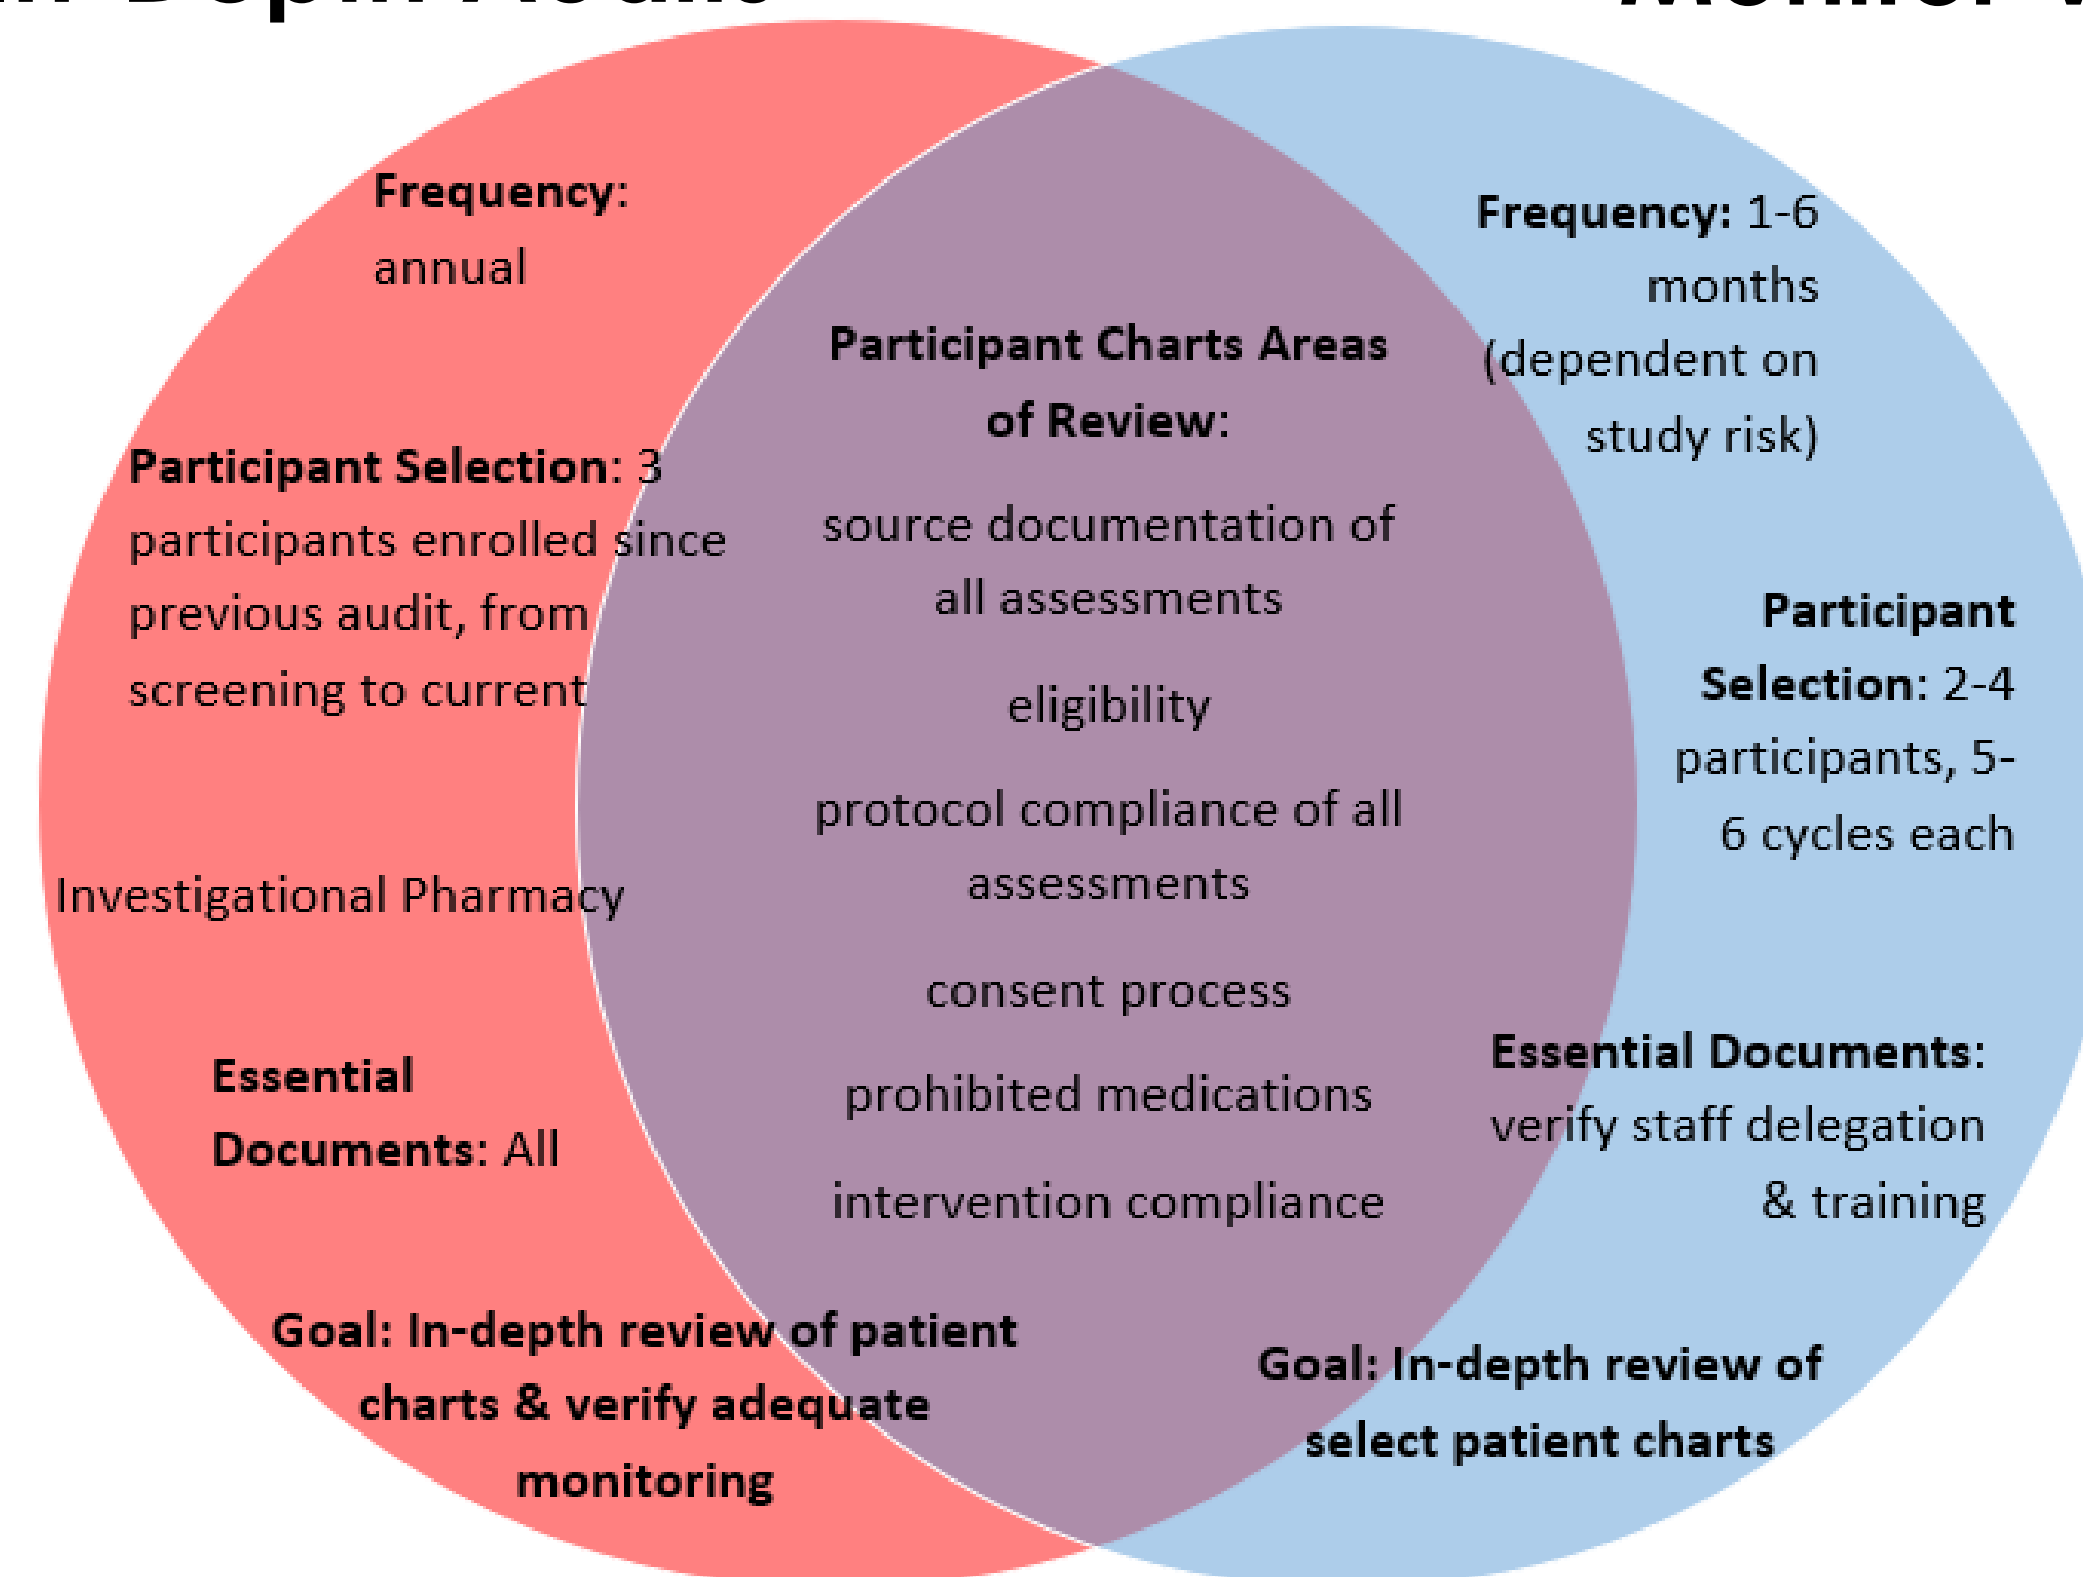 Frequency:
annual
Participant Selection: 3
participants enrolled since
previous audit, from
screening to current
Investigational Pharmacy
Essential
Documents: All
Goal: In-depth review of patient
charts & verify adequate
monitoring
Participant Charts Areas
of Review:
source documentation of
all assessments
eligibility
protocol compliance of all
assessments
consent process
prohibited medications
intervention compliance
Frequency: 1-6
months
(dependent on
study risk)
Participant
Selection: 2-4
participants, 5-
6 cycles each
Essential Documents:
verify staff delegation
& training
Goal: In-depth review of
select patient charts